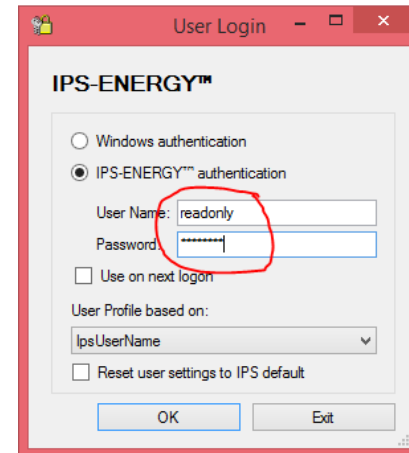 User Login
IPS-ENERGY™
Windows authentication
IPS-ENERGY™ authentication
User Name: readonly
Password: ********
Use on next logon
User Profile based on:
IpsUserName
Reset user settings to IPS default
OK Exit